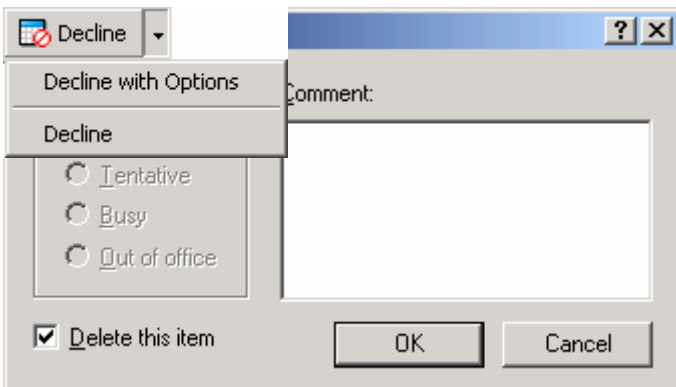 Decline
Decline with Options
Comment:
Decline
Tentative
Busy
Out of office
Delete this item
OK
Cancel